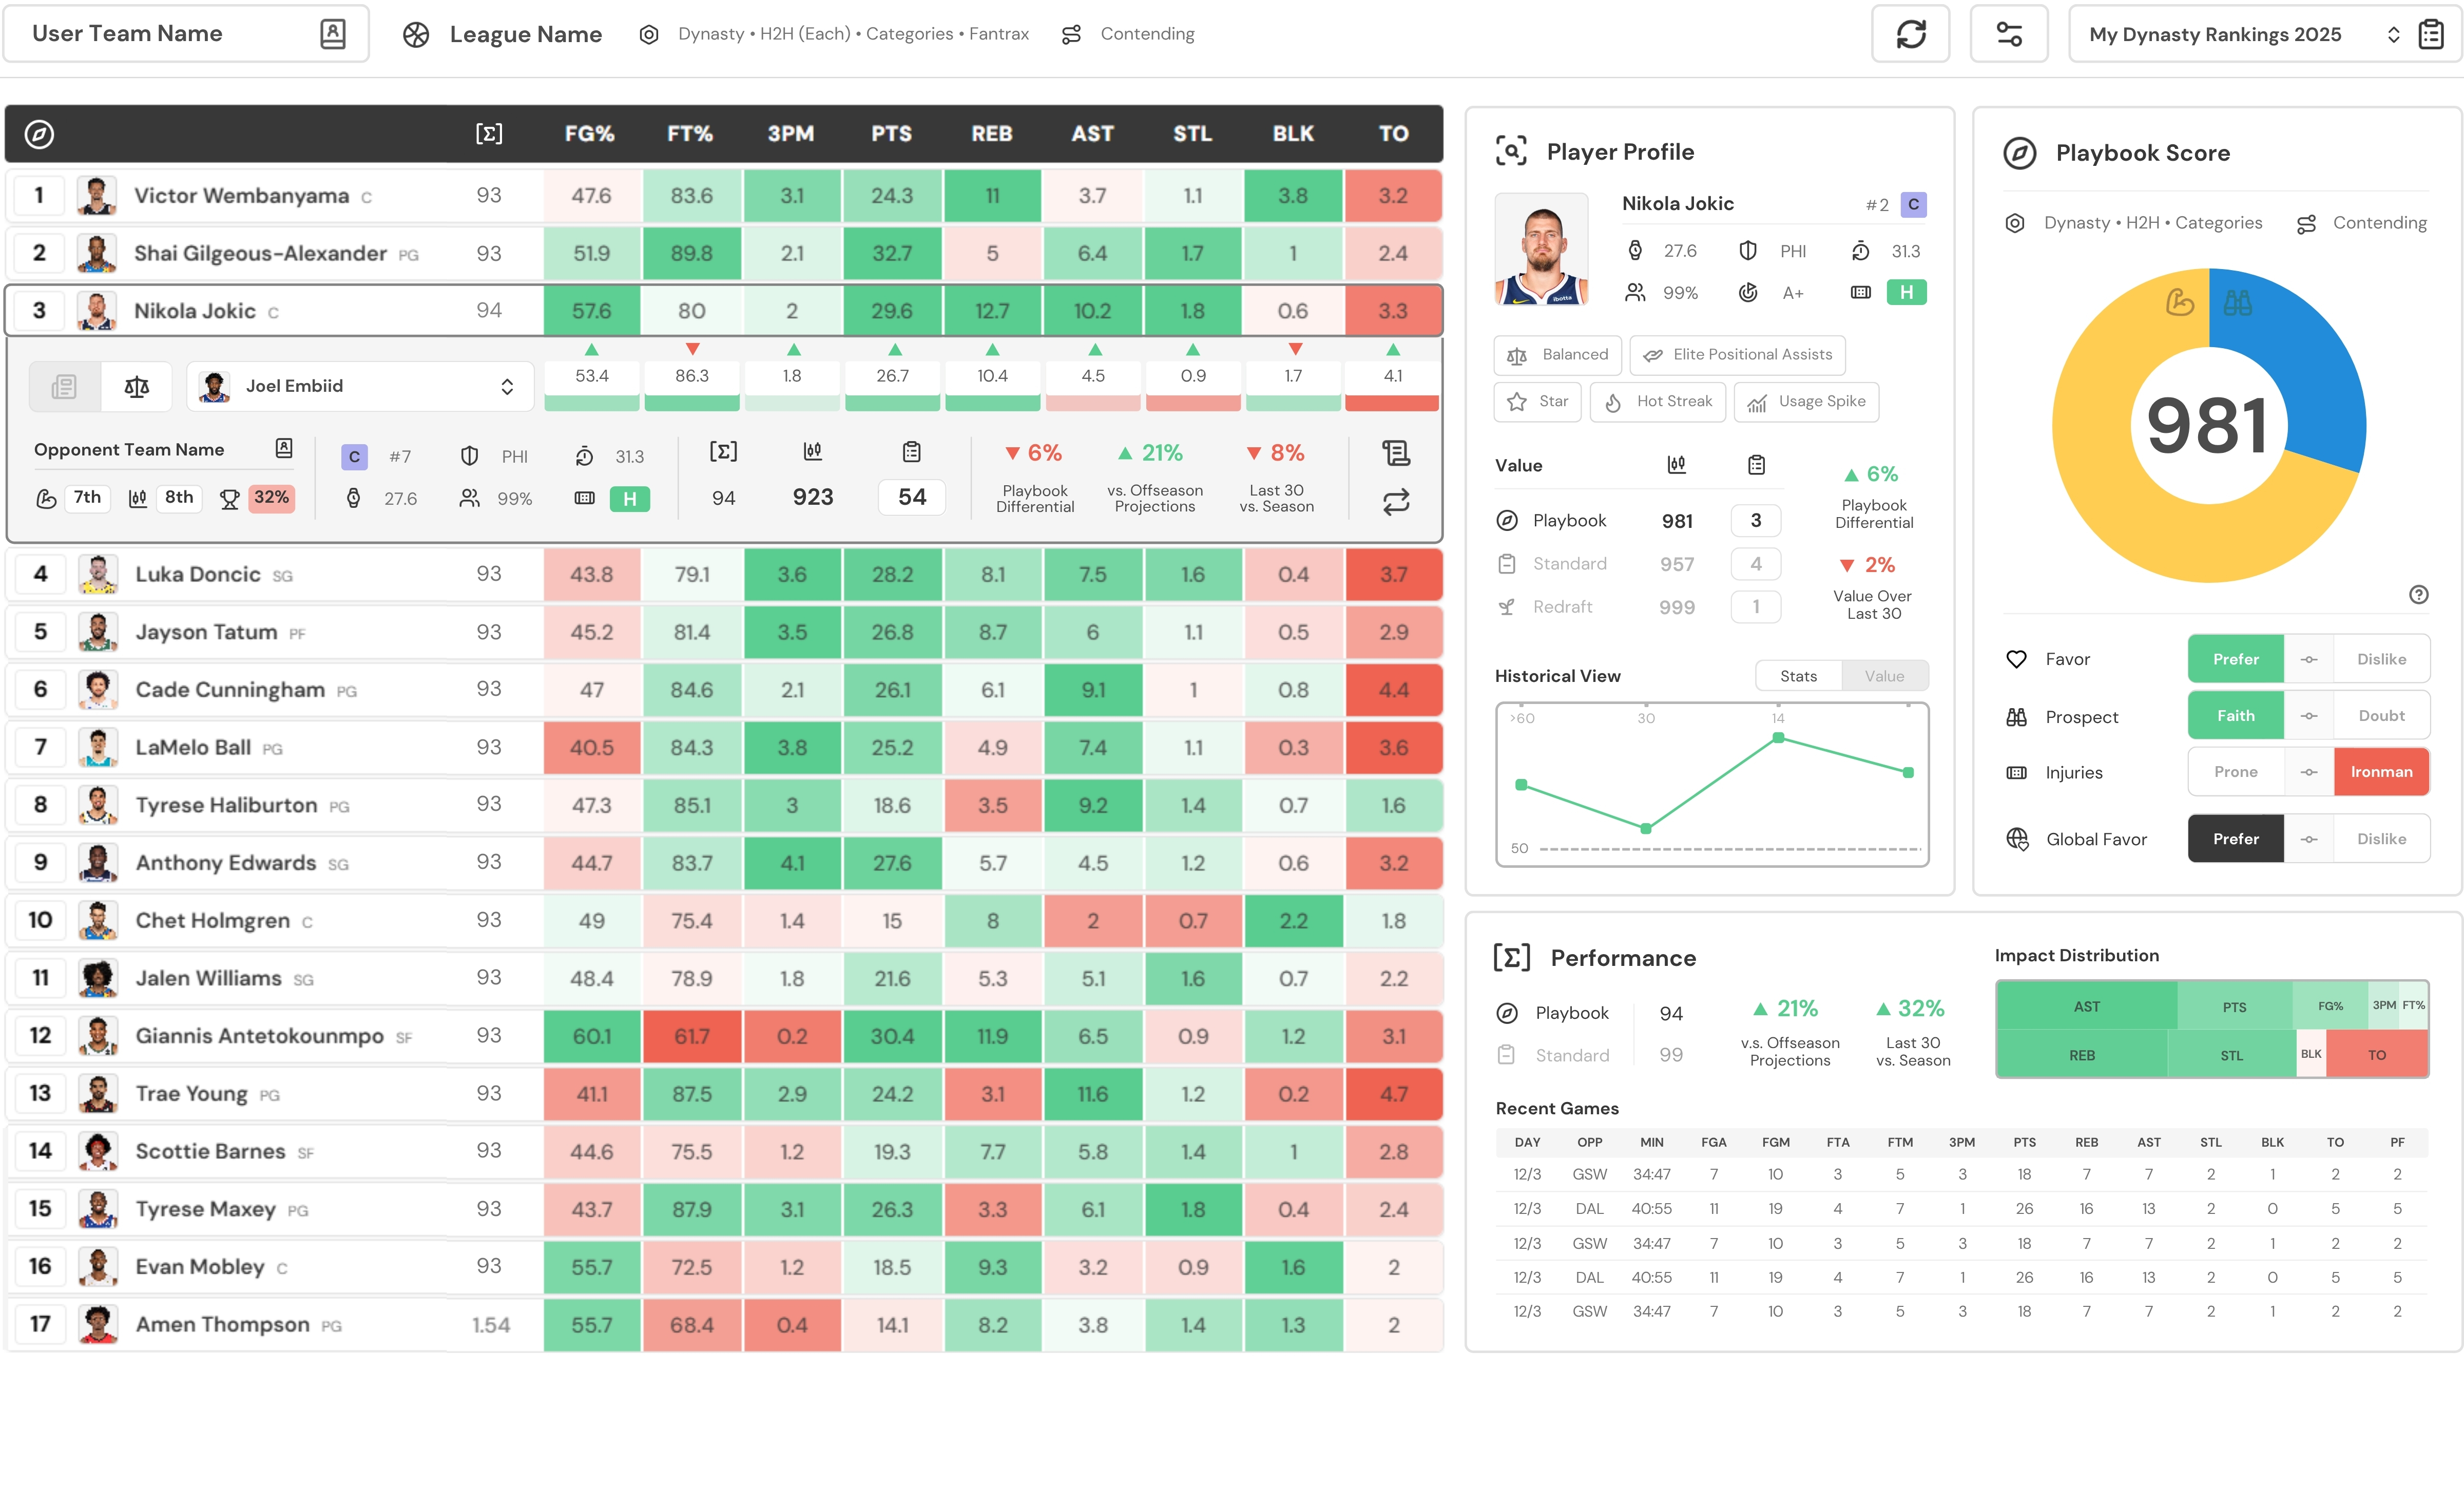 User Team Name
League Name
Dynasty • H2H (Each) • Categories • Fantrax
Contending
My Dynasty Rankings 2025
[Σ] FG% FT% 3PM PTS REB AST STL BLK TO
1 Victor Wembanyama C 93 47.6 83.6 3.1 24.3 11 3.7 1.1 3.8 3.2
2 Shai Gilgeous-Alexander PG 93 51.9 89.8 2.1 32.7 5 6.4 1.7 1 2.4
3 Nikola Jokic C 94 57.6 80 2 29.6 12.7 10.2 1.8 0.6 3.3
Joel Embiid 53.4 86.3 1.8 26.7 10.4 4.5 0.9 1.7 4.1
Opponent Team Name
7th 8th 32%
C #7 PHI 31.3
27.6 99% H
[Σ]
94 923 54
▼ 6% ▲ 21% ▼ 8%
Playbook Differential
vs. Offseason Projections
Last 30 vs. Season
4 Luka Doncic SG 93 43.8 79.1 3.6 28.2 8.1 7.5 1.6 0.4 3.7
5 Jayson Tatum PF 93 45.2 81.4 3.5 26.8 8.7 6 1.1 0.5 2.9
6 Cade Cunningham PG 93 47 84.6 2.1 26.1 6.1 9.1 1 0.8 4.4
7 LaMelo Ball PG 93 40.5 84.3 3.8 25.2 4.9 7.4 1.1 0.3 3.6
8 Tyrese Haliburton PG 93 47.3 85.1 3 18.6 3.5 9.2 1.4 0.7 1.6
9 Anthony Edwards SG 93 44.7 83.7 4.1 27.6 5.7 4.5 1.2 0.6 3.2
10 Chet Holmgren C 93 49 75.4 1.4 15 8 2 0.7 2.2 1.8
11 Jalen Williams SG 93 48.4 78.9 1.8 21.6 5.3 5.1 1.6 0.7 2.2
12 Giannis Antetokounmpo SF 93 60.1 61.7 0.2 30.4 11.9 6.5 0.9 1.2 3.1
13 Trae Young PG 93 41.1 87.5 2.9 24.2 3.1 11.6 1.2 0.2 4.7
14 Scottie Barnes SF 93 44.6 75.5 1.2 19.3 7.7 5.8 1.4 1 2.8
15 Tyrese Maxey PG 93 43.7 87.9 3.1 26.3 3.3 6.1 1.8 0.4 2.4
16 Evan Mobley C 93 55.7 72.5 1.2 18.5 9.3 3.2 0.9 1.6 2
17 Amen Thompson PG 1.54 55.7 68.4 0.4 14.1 8.2 3.8 1.4 1.3 2
Player Profile
ibotta
Nikola Jokic #2 C
27.6 PHI 31.3
99% A+ H
Balanced Elite Positional Assists
Star Hot Streak Usage Spike
Value
Playbook 981 3
Standard 957 4
Redraft 999 1
▲ 6%
Playbook
Differential
▼ 2%
Value Over
Last 30
Historical View Stats Value
>60 30 14
50
Playbook Score
Dynasty • H2H • Categories Contending
981
Favor Prefer Dislike
Prospect Faith Doubt
Injuries Prone Ironman
Global Favor Prefer Dislike
[Σ] Performance
Playbook 94
Standard 99
▲ 21% ▲ 32%
v.s. Offseason Projections
Last 30 vs. Season
Impact Distribution
AST PTS FG% 3PM FT%
REB STL BLK TO
Recent Games
DAY OPP MIN FGA FGM FTA FTM 3PM PTS REB AST STL BLK TO PF
12/3 GSW 34:47 7 10 3 5 3 18 7 7 2 1 2 2
12/3 DAL 40:55 11 19 4 7 1 26 16 13 2 0 5 5
12/3 GSW 34:47 7 10 3 5 3 18 7 7 2 1 2 2
12/3 DAL 40:55 11 19 4 7 1 26 16 13 2 0 5 5
12/3 GSW 34:47 7 10 3 5 3 18 7 7 2 1 2 2